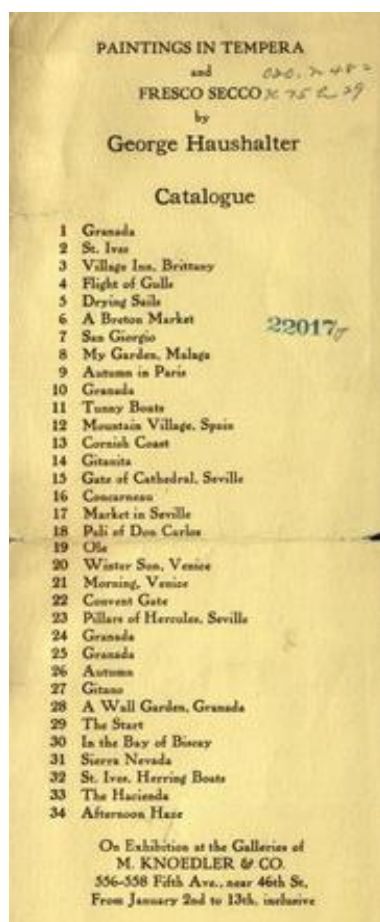 PAINTINGS IN TEMPERA
and
FRESCO SECCO
by
George Haushalter
Catalogue
1 Granada
2 St. Ives
3 Village Inn, Brittany
4 Flight of Gulls
5 Drying Sails
6 A Breton Market
22017
7 San Giorgio
8 My Garden, Malaga
9 Autumn in Paris
10 Granada
11 Tunny Boats
12 Mountain Village, Spain
13 Cornish Coast
14 Gitanita
15 Gate of Cathedral, Seville
16 Concarneau
17 Market in Seville
18 Pali of Don Carlos
19 Ole
20 Winter Sun, Venice
21 Morning, Venice
22 Convent Gate
23 Pillars of Hercules, Seville
24 Granada
25 Granada
26 Autumn
27 Gitano
28 A Wall Garden, Granada
29 The Start
30 In the Bay of Biscay
31 Sierra Nevada
32 St. Ives, Herring Boats
33 The Hacienda
34 Afternoon Haze
On Exhibition at the Galleries of
M. KNOEDLER & CO.
556-558 Fifth Ave., near 46th St.
From January 2nd to 13th, inclusive